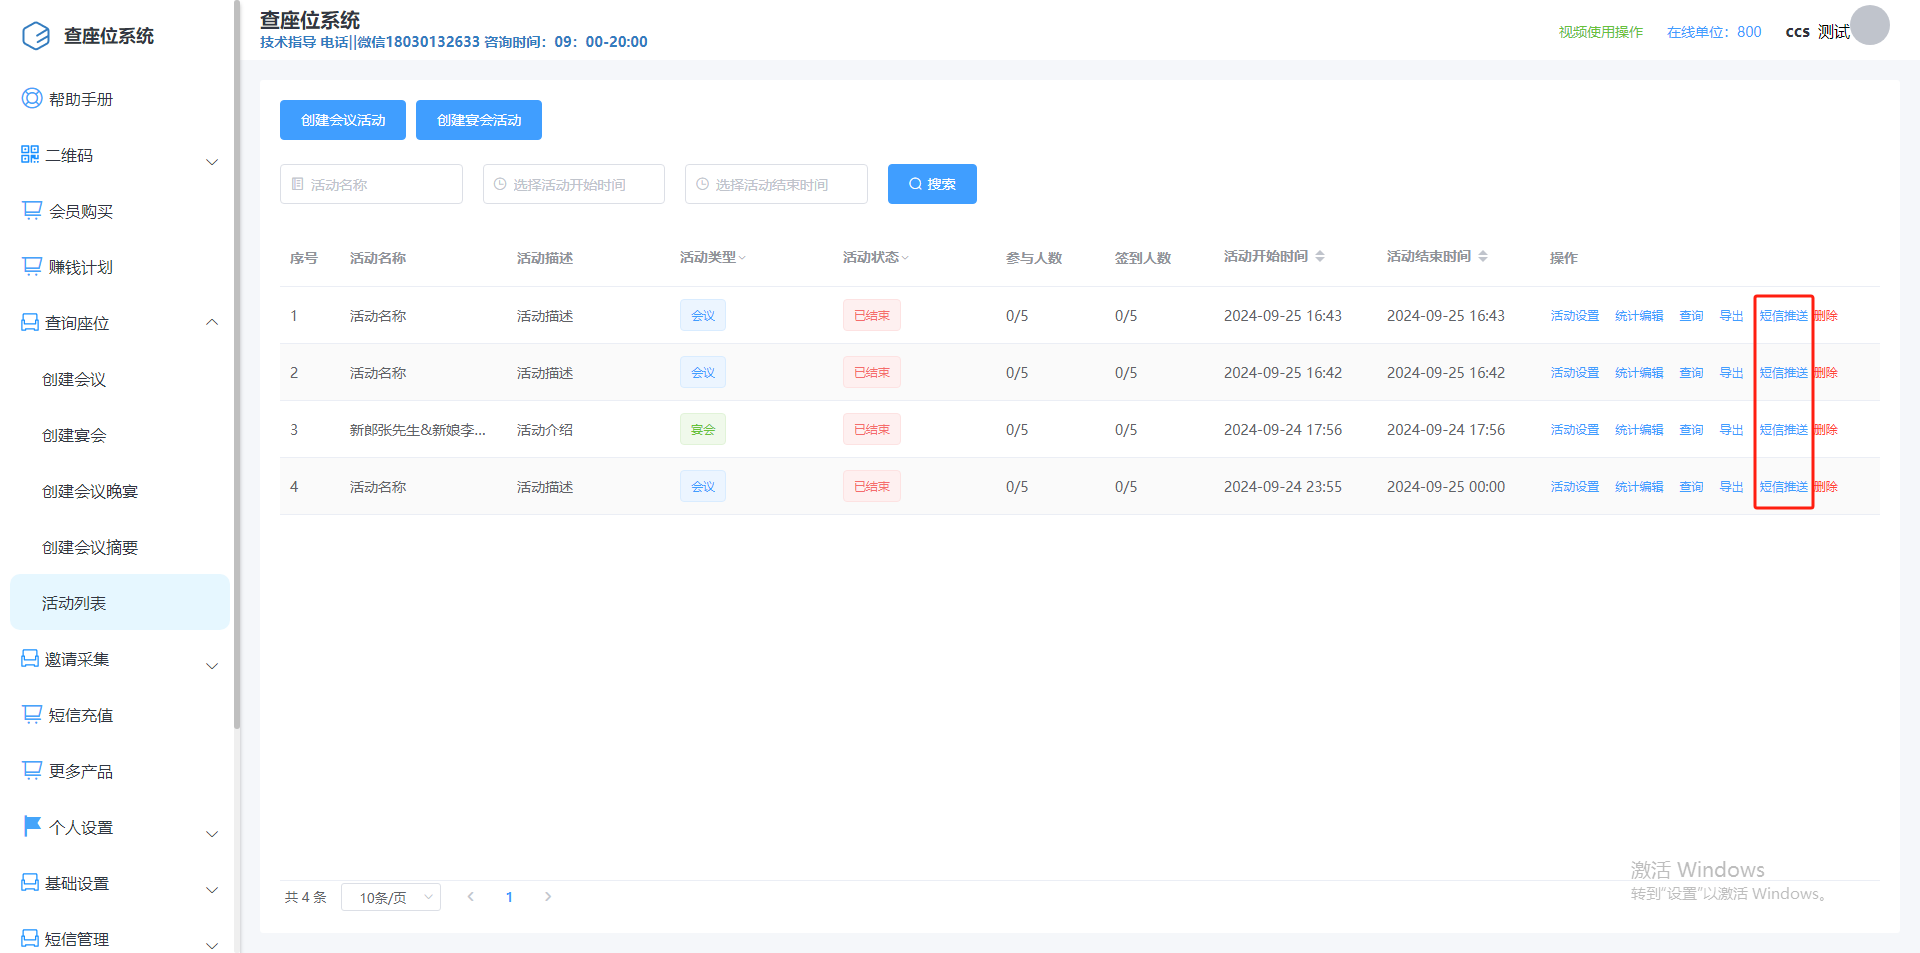 查座位系统
帮助手册
二维码
会员购买
赚钱计划
查询座位
创建会议
创建宴会
创建会议晚宴
创建会议摘要
活动列表
邀请采集
短信充值
更多产品
个人设置
基础设置
短信管理
查座位系统
技术指导 电话||微信18030132633 咨询时间：09：00-20:00
视频使用操作 在线单位：800 ccs 测试
创建会议活动 创建宴会活动
活动名称 选择活动开始时间 选择活动结束时间 搜索
序号 活动名称 活动描述 活动类型 活动状态 参与人数 签到人数 活动开始时间 活动结束时间 操作
1 活动名称 活动描述 会议 已结束 0/5 0/5 2024-09-25 16:43 2024-09-25 16:43 活动设置 统计编辑 查询 导出 短信推送 删除
2 活动名称 活动描述 会议 已结束 0/5 0/5 2024-09-25 16:42 2024-09-25 16:42 活动设置 统计编辑 查询 导出 短信推送 删除
3 新郎张先生&新娘李... 活动介绍 宴会 已结束 0/5 0/5 2024-09-24 17:56 2024-09-24 17:56 活动设置 统计编辑 查询 导出 短信推送 删除
4 活动名称 活动描述 会议 已结束 0/5 0/5 2024-09-24 23:55 2024-09-25 00:00 活动设置 统计编辑 查询 导出 短信推送 删除
共 4 条 10条/页 1
激活 Windows
转到"设置"以激活 Windows。